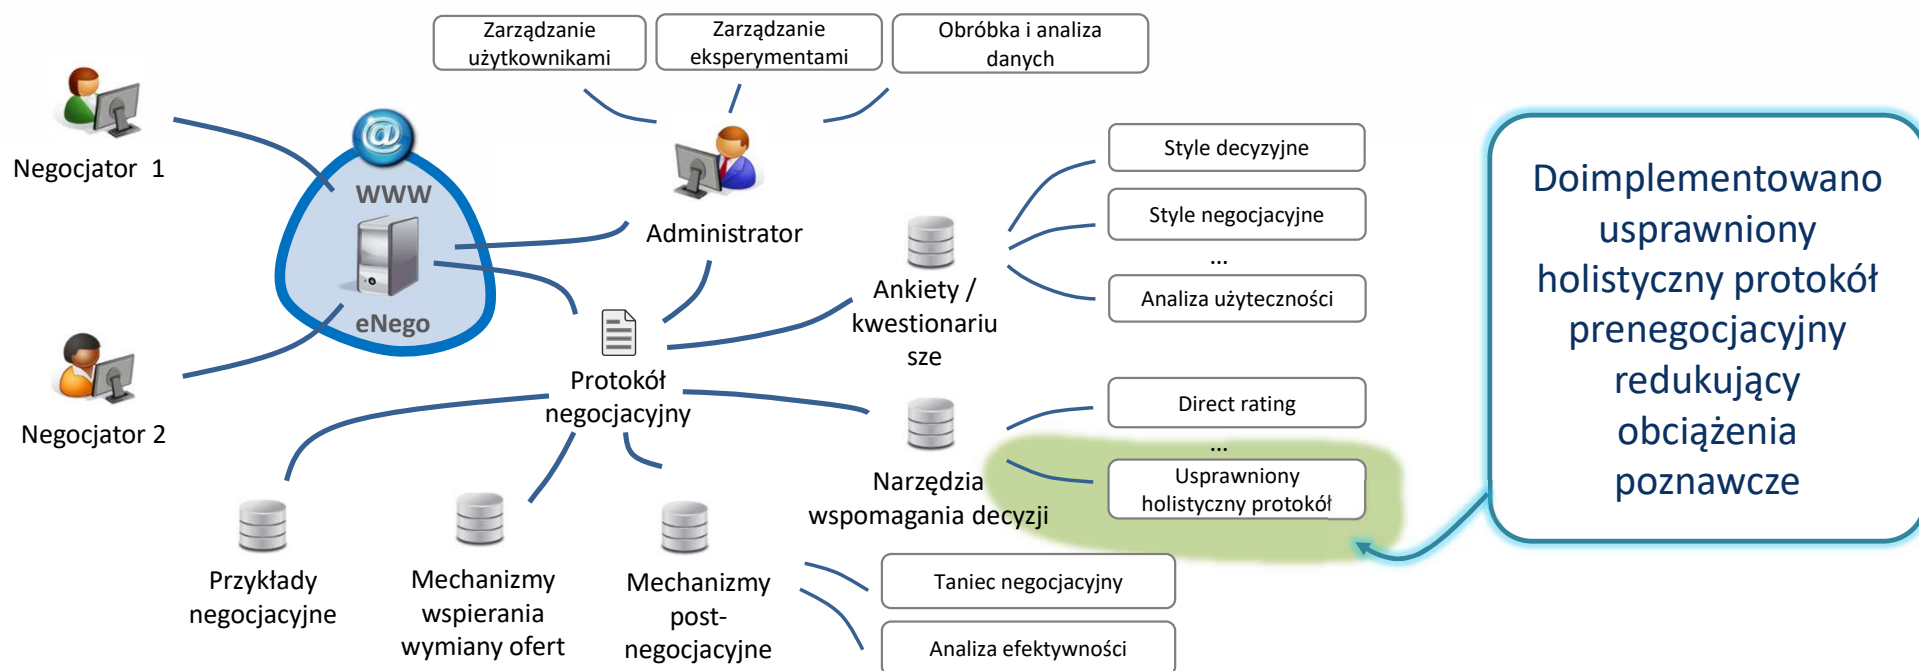 Zarządzanie
użytkownikami
Zarządzanie
eksperymentami
Obróbka i analiza
danych
Negocjator 1
@
WWW
eNego
Administrator
Negocjator 2
Protokół
negocjacyjny
Ankiety /
kwestionariu
sze
Style decyzyjne
Style negocjacyjne
...
Analiza użyteczności
Narzędzia
wspomagania decyzji
Direct rating
...
Usprawniony
holistyczny protokół
Przykłady
negocjacyjne
Mechanizmy
wspierania
wymiany ofert
Mechanizmy
post-
negocjacyjne
Taniec negocjacyjny
Analiza efektywności
Doimplementowano
usprawniony
holistyczny protokół
prenegocjacyjny
redukujący
obciążenia
poznawcze